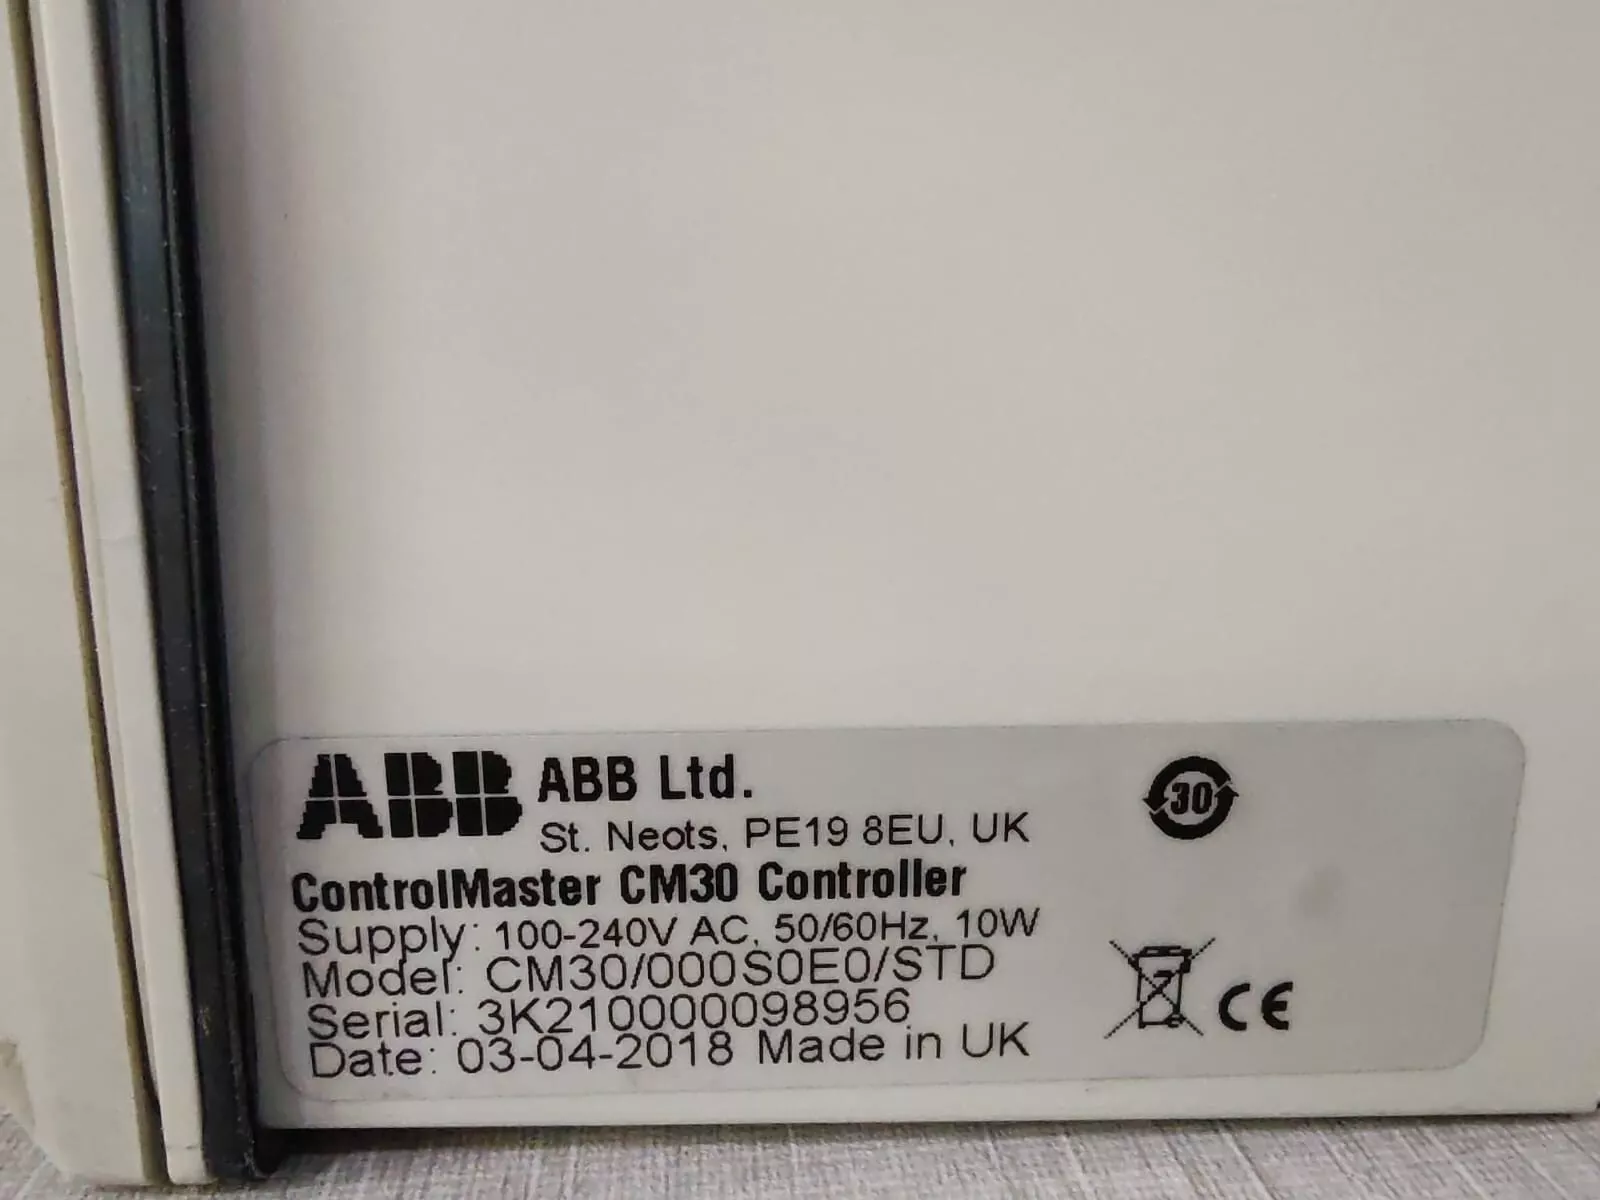 ABB ABB Ltd.
St. Neots, PE19 8EU, UK
30
ControlMaster CM30 Controller
Supply: 100-240V AC, 50/60Hz, 10W
Model: CM30/000S0E0/STD
Serial: 3K2100000098956
Date: 03-04-2018 Made in UK
CE